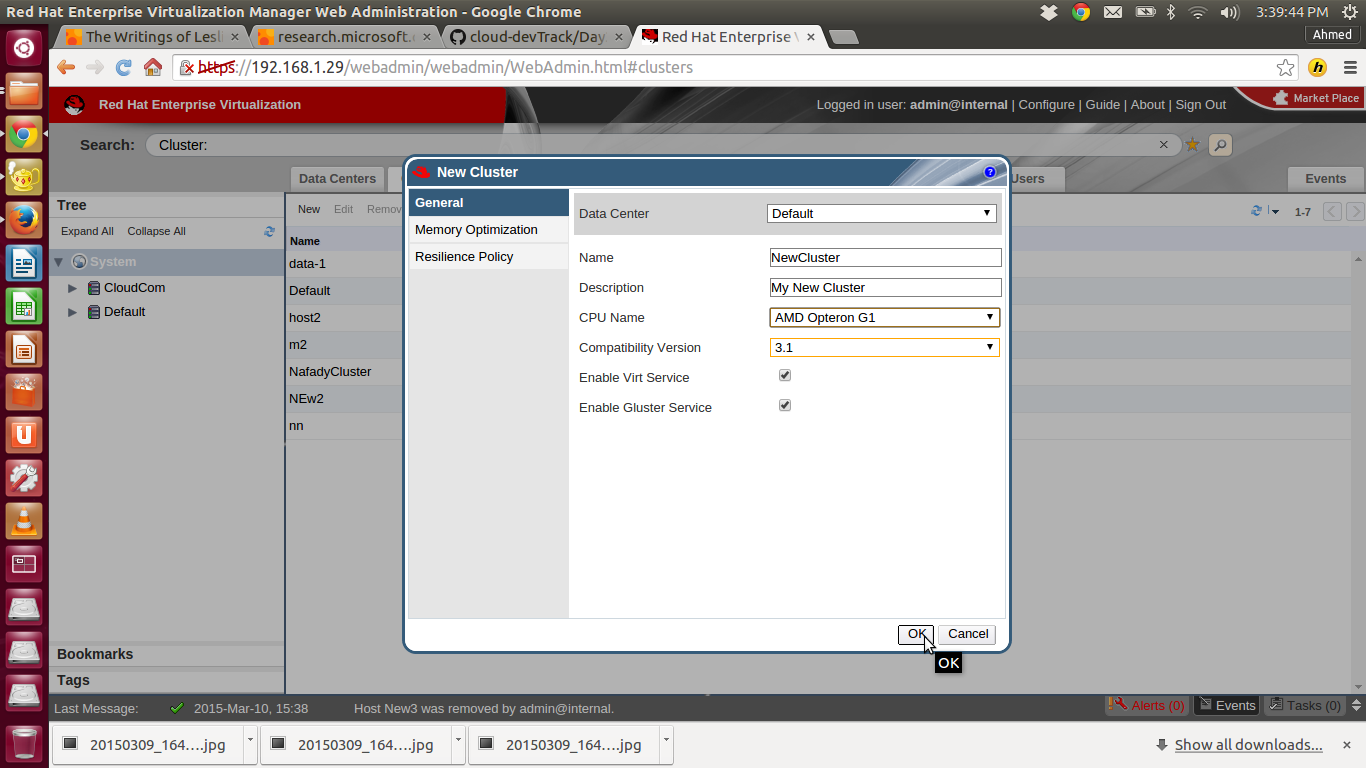 Red Hat Enterprise Virtualization Manager Web Administration - Google Chrome
3:39:44 PM
The Writings of Lesli
research.microsoft.c
cloud-devTrack/Day
Red Hat Enterprise V
Ahmed
https://192.168.1.29/webadmin/webadmin/WebAdmin.html#clusters
Red Hat Enterprise Virtualization
Logged in user: admin@internal | Configure | Guide | About | Sign Out
Market Place
Search:
Cluster:
Data Centers
Users
Events
New Cluster
Tree
Expand All Collapse All
System
CloudCom
Default
New Edit Remov
1-7
Name
data-1
Default
host2
m2
NafadyCluster
NEw2
nn
General
Memory Optimization
Resilience Policy
Data Center Default
Name NewCluster
Description My New Cluster
CPU Name AMD Opteron G1
Compatibility Version 3.1
Enable Virt Service
Enable Gluster Service
OK Cancel
OK
Bookmarks
Tags
Last Message: 2015-Mar-10, 15:38 Host New3 was removed by admin@internal.
Alerts (0) Events Tasks (0)
20150309_164....jpg
20150309_164....jpg
20150309_164....jpg
Show all downloads...